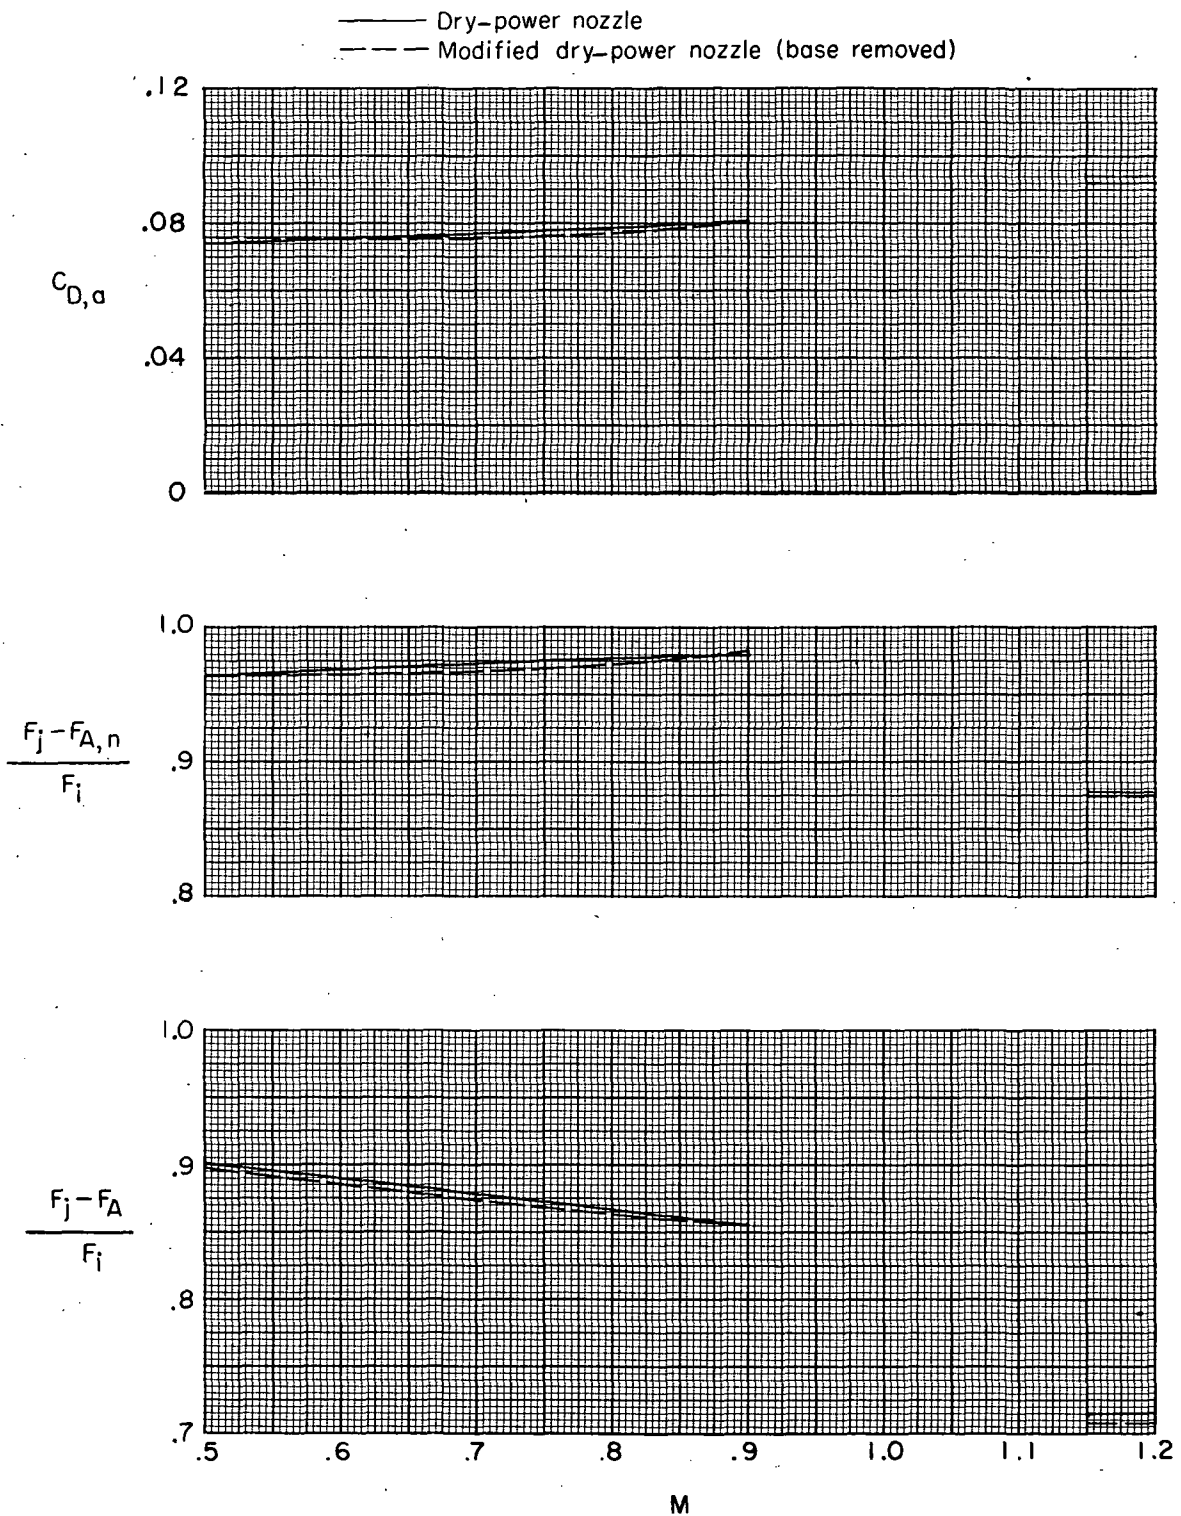 Dry-power nozzle
Modified dry-power nozzle (base removed)
.12
.08
C_D,a
.04
0
1.0
F_j - F_A,n
.9
F_i
.8
1.0
.9
F_j - F_A
F_i
.8
.7
.5 .6 .7 .8 .9 1.0 1.1 1.2
M